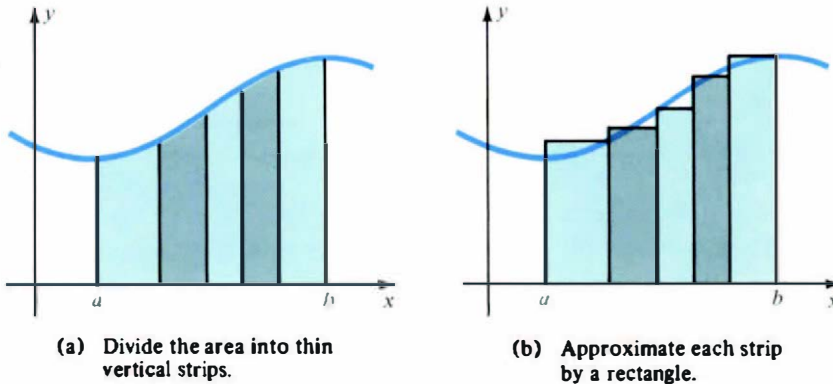 y
y
a
b
x
a
b
x
(a) Divide the area into thin
vertical strips.
(b) Approximate each strip
by a rectangle.